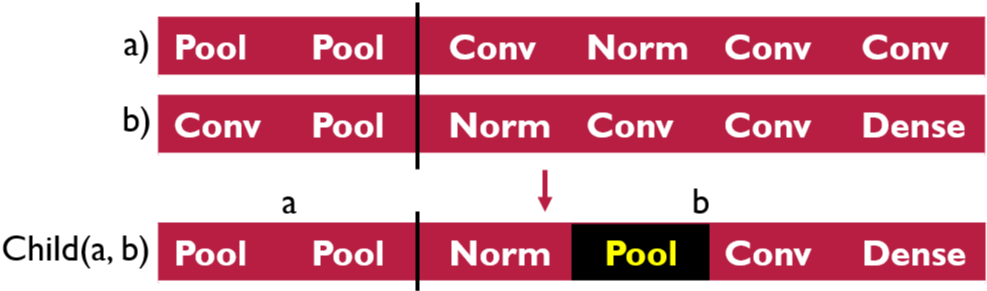 a) Pool Pool Conv Norm Conv Conv
b) Conv Pool Norm Conv Conv Dense
a b
Child(a, b) Pool Pool Norm Pool Conv Dense